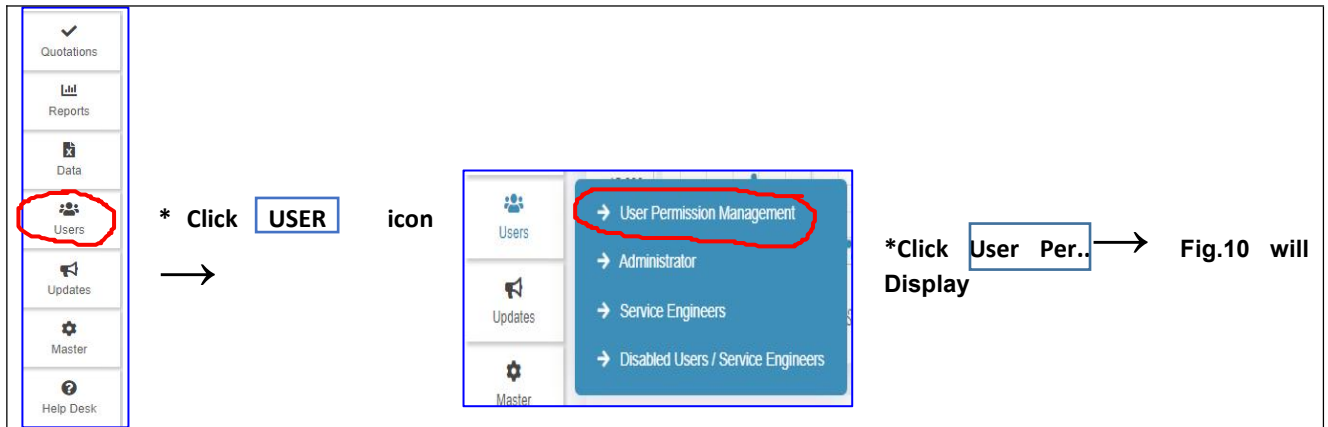 Quotations
Reports
Data
Users
Updates
Master
Help Desk
* Click USER icon
Users
Updates
Master
User Permission Management
Administrator
Service Engineers
Disabled Users / Service Engineers
*Click User Per.. → Fig.10 will
Display